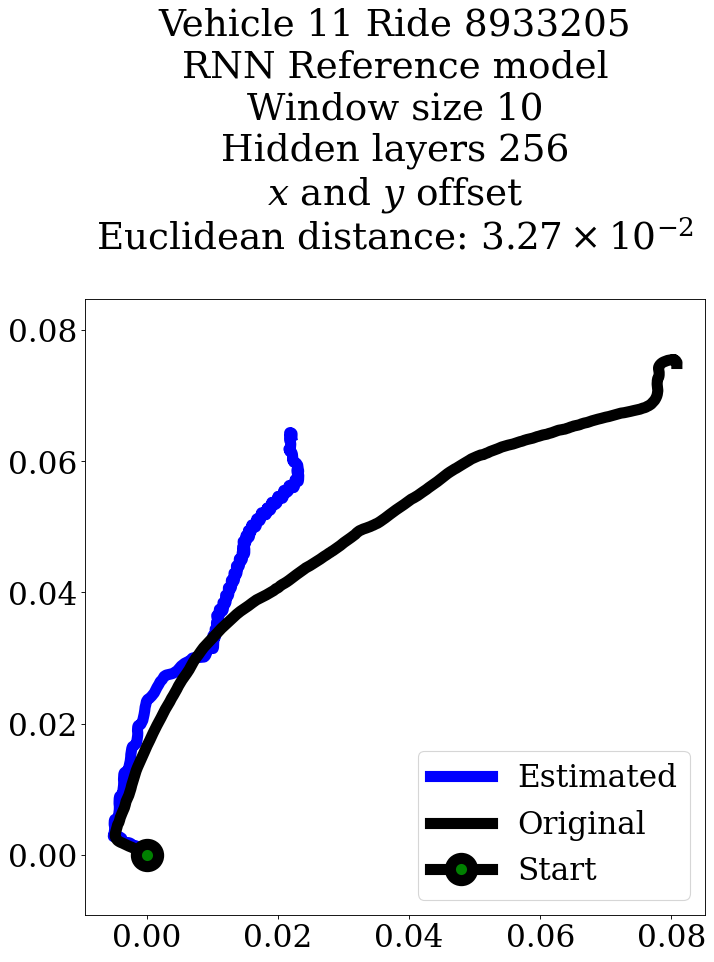 Vehicle 11 Ride 8933205
RNN Reference model
Window size 10
Hidden layers 256
x and y offset
Euclidean distance: 3.27 × 10⁻²
0.08
0.06
0.04
0.02
0.00
Estimated
Original
Start
0.00 0.02 0.04 0.06 0.08